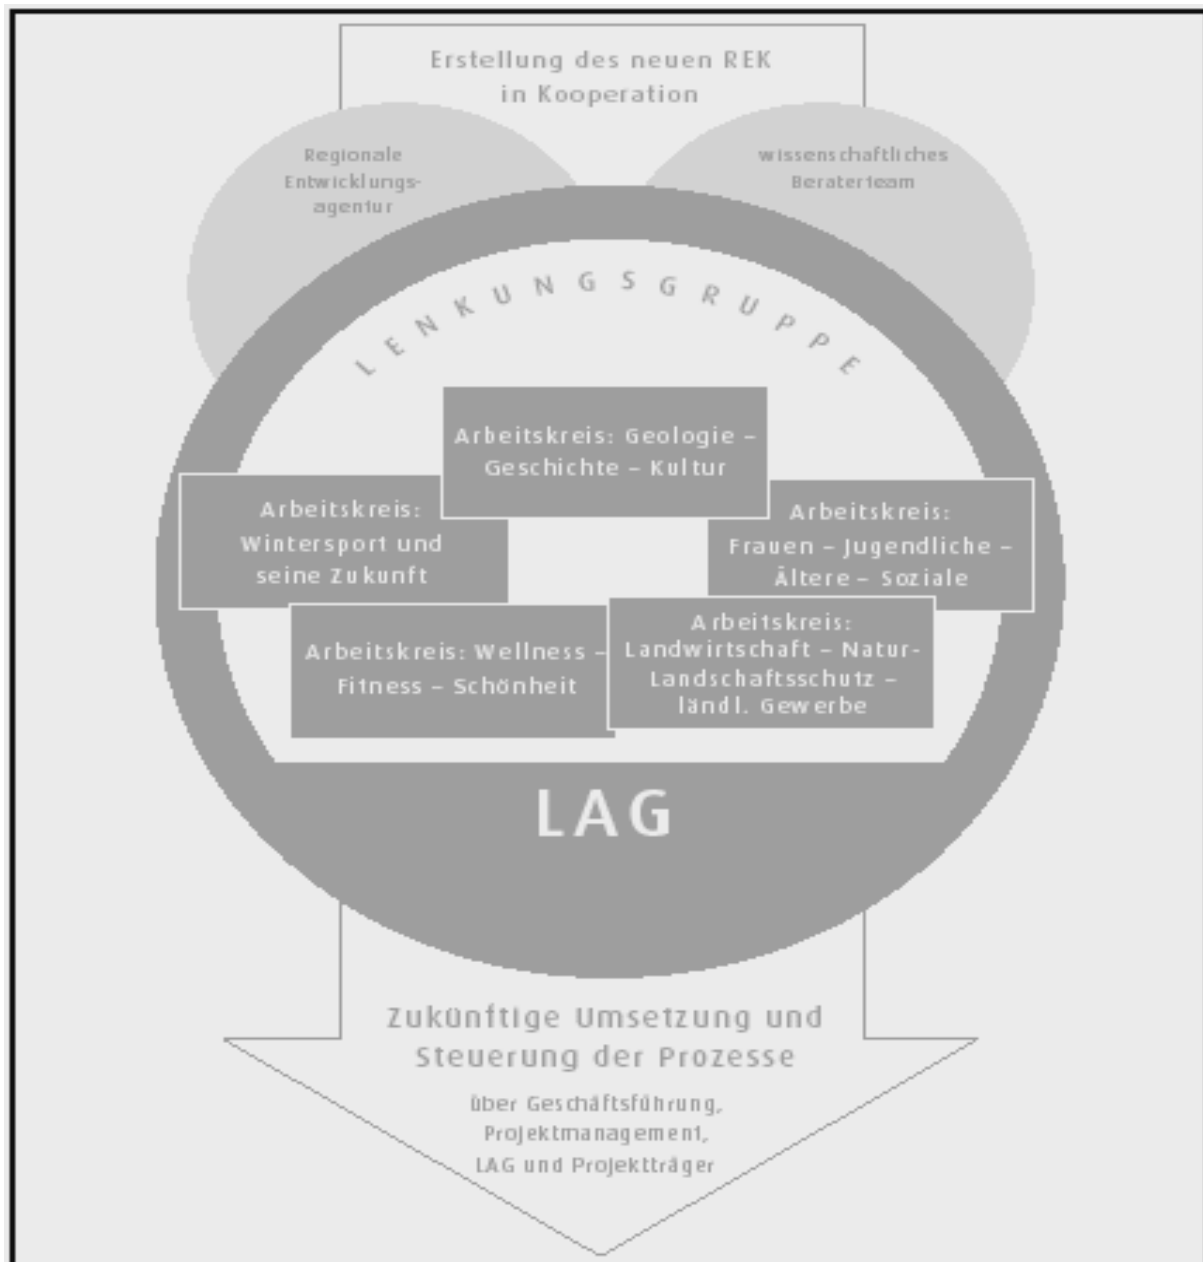 Erstellung des neuen REK
in Kooperation
Regionale
Entwicklungs-
agentur
wissenschaftliches
Beraterteam
LENKUNGSGRUPPE
Arbeitskreis: Geologie –
Geschichte – Kultur
Arbeitskreis:
Wintersport und
seine Zukunft
Arbeitskreis:
Frauen – Jugendliche –
Ältere – Soziale
Arbeitskreis: Wellness –
Fitness – Schönheit
Arbeitskreis:
Landwirtschaft – Natur-
Landschaftsschutz –
ländl. Gewerbe
LAG
Zukünftige Umsetzung und
Steuerung der Prozesse
über Geschäftsführung,
Projektmanagement,
LAG und Projektträger